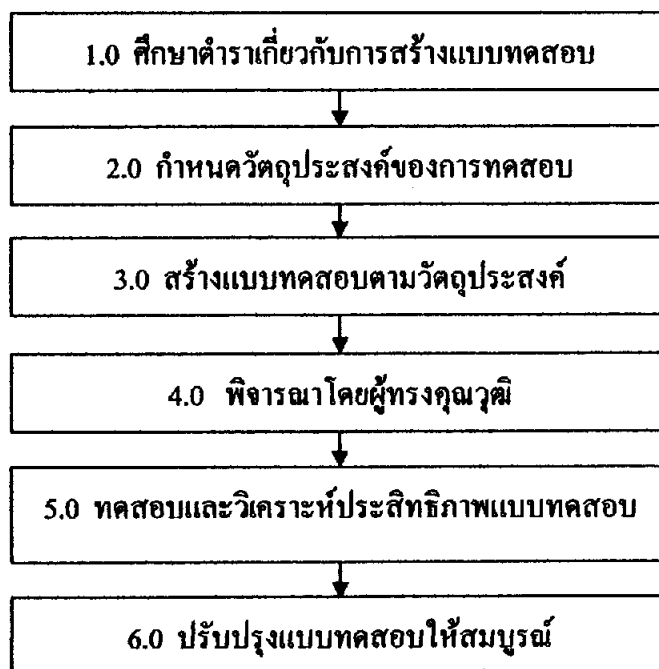 1.0 ศึกษาตำราเกี่ยวกับการสร้างแบบทดสอบ
2.0 กำหนดวัตถุประสงค์ของการทดสอบ
3.0 สร้างแบบทดสอบตามวัตถุประสงค์
4.0 พิจารณาโดยผู้ทรงคุณวุฒิ
5.0 ทดสอบและวิเคราะห์ประสิทธิภาพแบบทดสอบ
6.0 ปรับปรุงแบบทดสอบให้สมบูรณ์